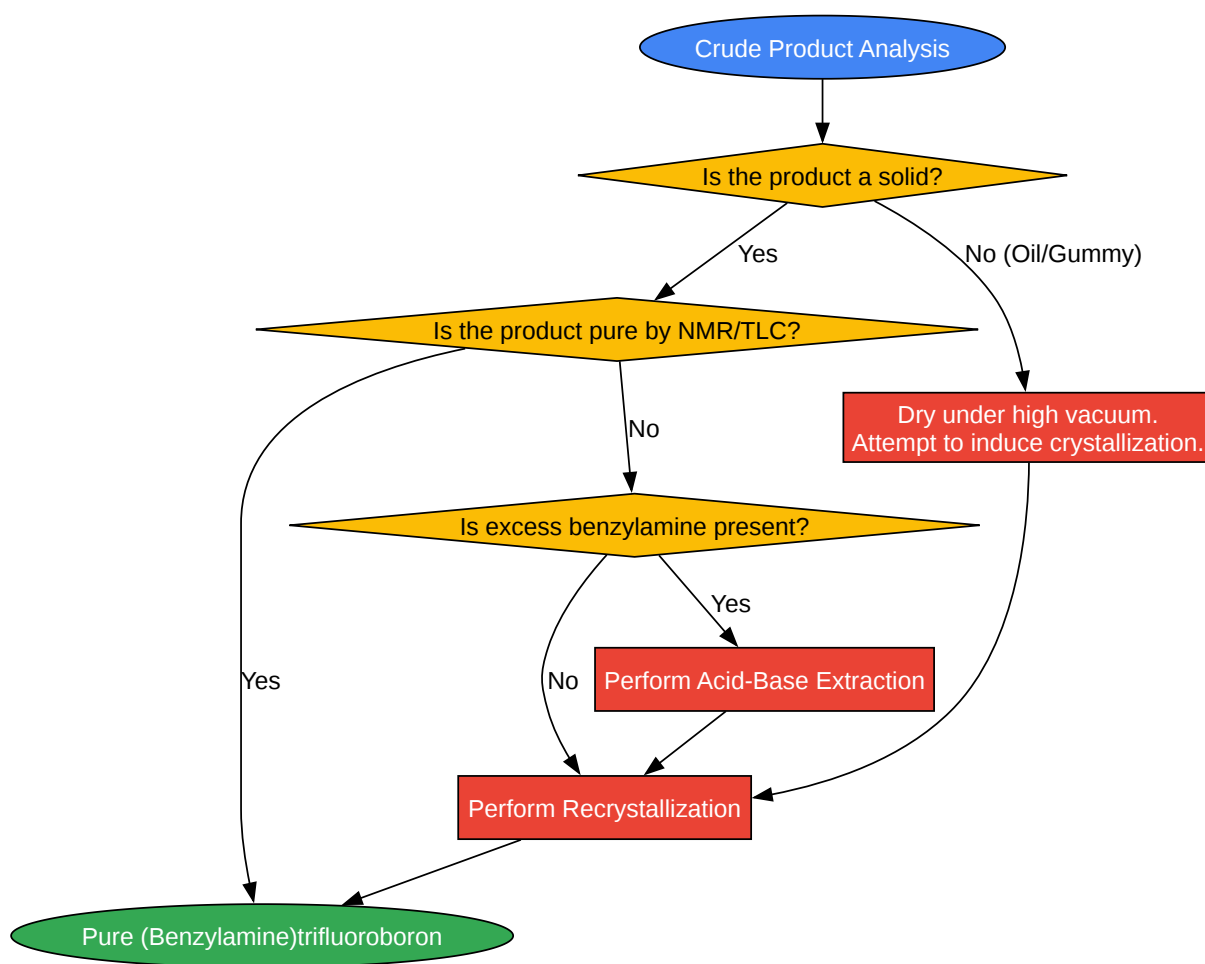 Crude Product Analysis
Is the product a solid?
Yes
No (Oil/Gummy)
Is the product pure by NMR/TLC?
Dry under high vacuum.
Attempt to induce crystallization.
No
Is excess benzylamine present?
Yes
Yes
No
Perform Acid-Base Extraction
Perform Recrystallization
Pure (Benzylamine)trifluoroboron